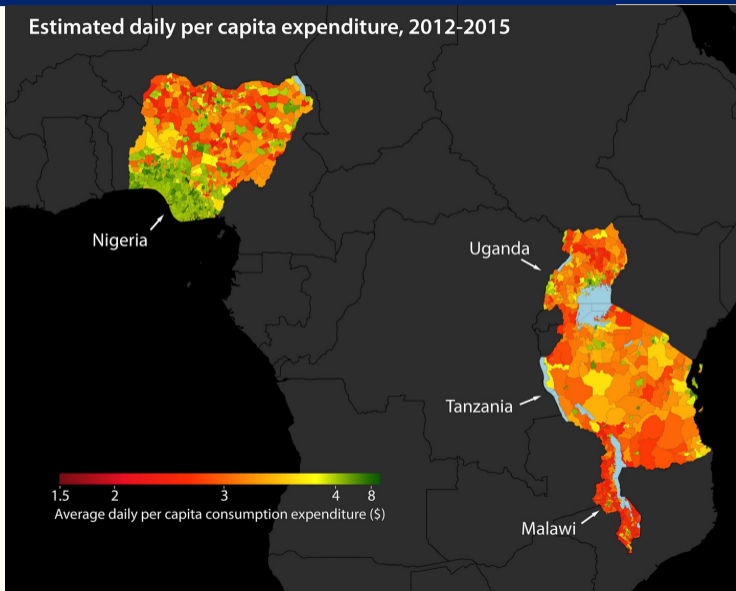 Estimated daily per capita expenditure, 2012-2015
Nigeria
Uganda
Tanzania
Malawi
1.5 2 3 4 8
Average daily per capita consumption expenditure ($)